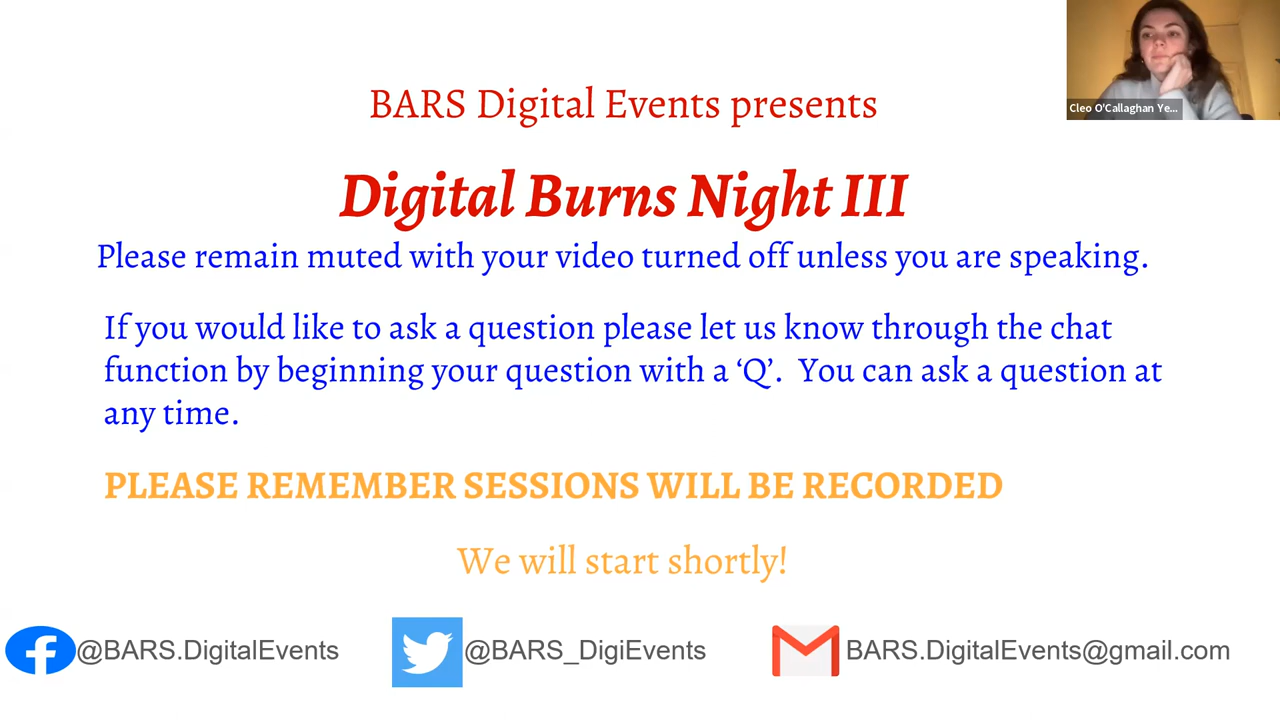 BARS Digital Events presents
Cleo O'Callaghan Ye...
Digital Burns Night III
Please remain muted with your video turned off unless you are speaking.
If you would like to ask a question please let us know through the chat
function by beginning your question with a ‘Q’. You can ask a question at
any time.
PLEASE REMEMBER SESSIONS WILL BE RECORDED
We will start shortly!
@BARS.DigitalEvents
@BARS_DigiEvents
BARS.DigitalEvents@gmail.com